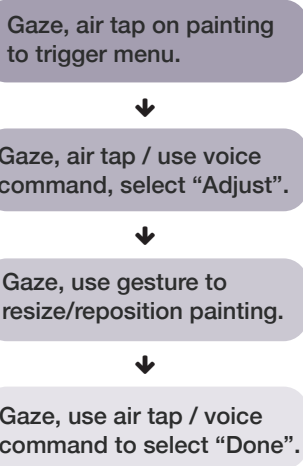 Gaze, air tap on painting
to trigger menu.
Gaze, air tap / use voice
command, select “Adjust”.
Gaze, use gesture to
resize/reposition painting.
Gaze, use air tap / voice
command to select “Done”.